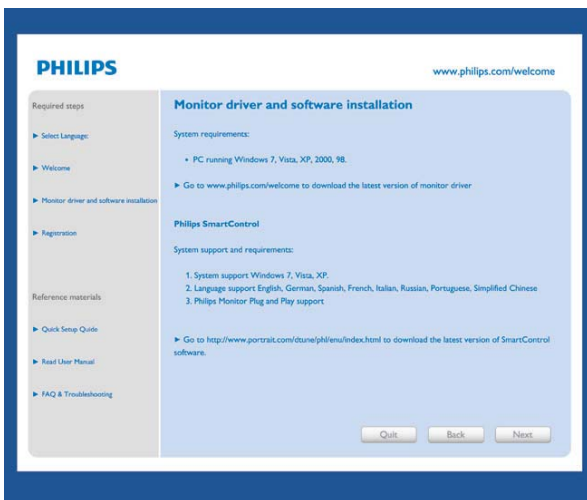 PHILIPS
www.philips.com/welcome
Required steps
▶ Select Language:
▶ Welcome
▶ Monitor driver and software installation
▶ Registration
Reference materials
▶ Quick Setup Quide
▶ Read User Manual
▶ FAQ & Troubleshooting
Monitor driver and software installation
System requirements:
• PC running Windows 7, Vista, XP, 2000, 98.
▶ Go to www.philips.com/welcome to download the latest version of monitor driver
Philips SmartControl
System support and requirements:
1. System support Windows 7, Vista, XP.
2. Language support English, German, Spanish, French, Italian, Russian, Portuguese, Simplified Chinese
3. Philips Monitor Plug and Play support
▶ Go to http://www.portrait.com/dtune/phl/enu/index.html to download the latest version of SmartControl
software.
Quit Back Next